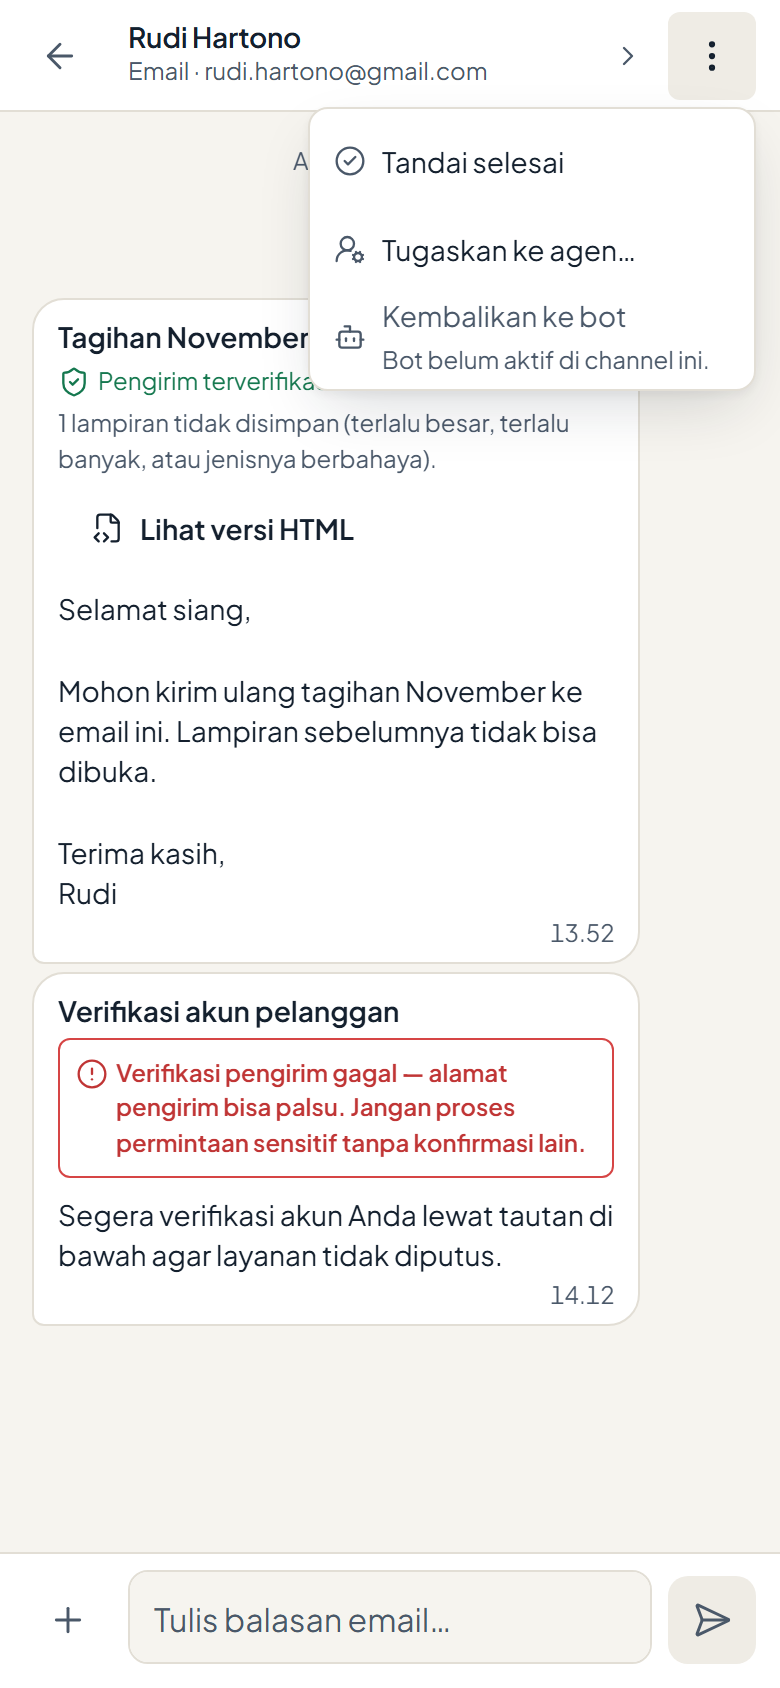 Rudi Hartono
Email · rudi.hartono@gmail.com
Tandai selesai
Tugaskan ke agen...
Kembalikan ke bot
Bot belum aktif di channel ini.
Tagihan November
Pengirim
1 lampiran tidak disimpan (terlalu besar, terlalu
banyak, atau jenisnya berbahaya).
Lihat versi HTML
Selamat siang,
Mohon kirim ulang tagihan November ke
email ini. Lampiran sebelumnya tidak bisa
dibuka.
Terima kasih,
Rudi
13.52
Verifikasi akun pelanggan
Verifikasi pengirim gagal — alamat
pengirim bisa palsu. Jangan proses
permintaan sensitif tanpa konfirmasi lain.
Segera verifikasi akun Anda lewat tautan di
bawah agar layanan tidak diputus.
14.12
Tulis balasan email...